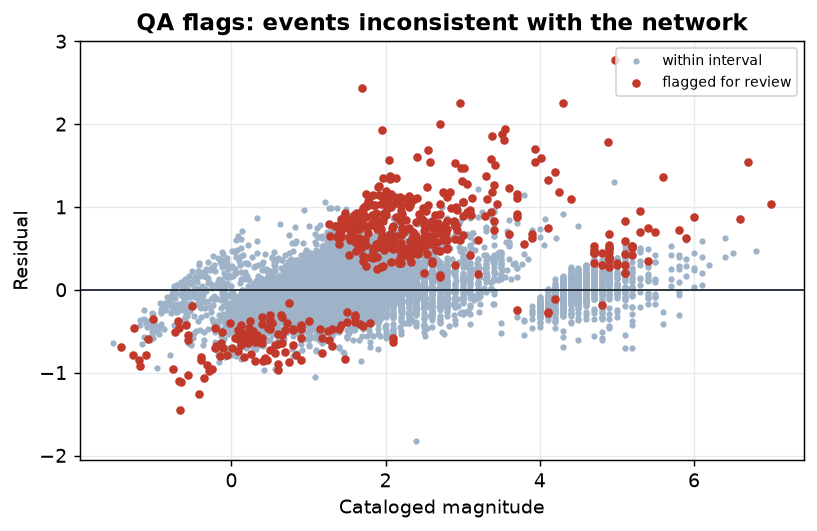 QA flags: events inconsistent with the network
within interval
flagged for review
3
2
1
0
−1
−2
Residual
0
2
4
6
Cataloged magnitude